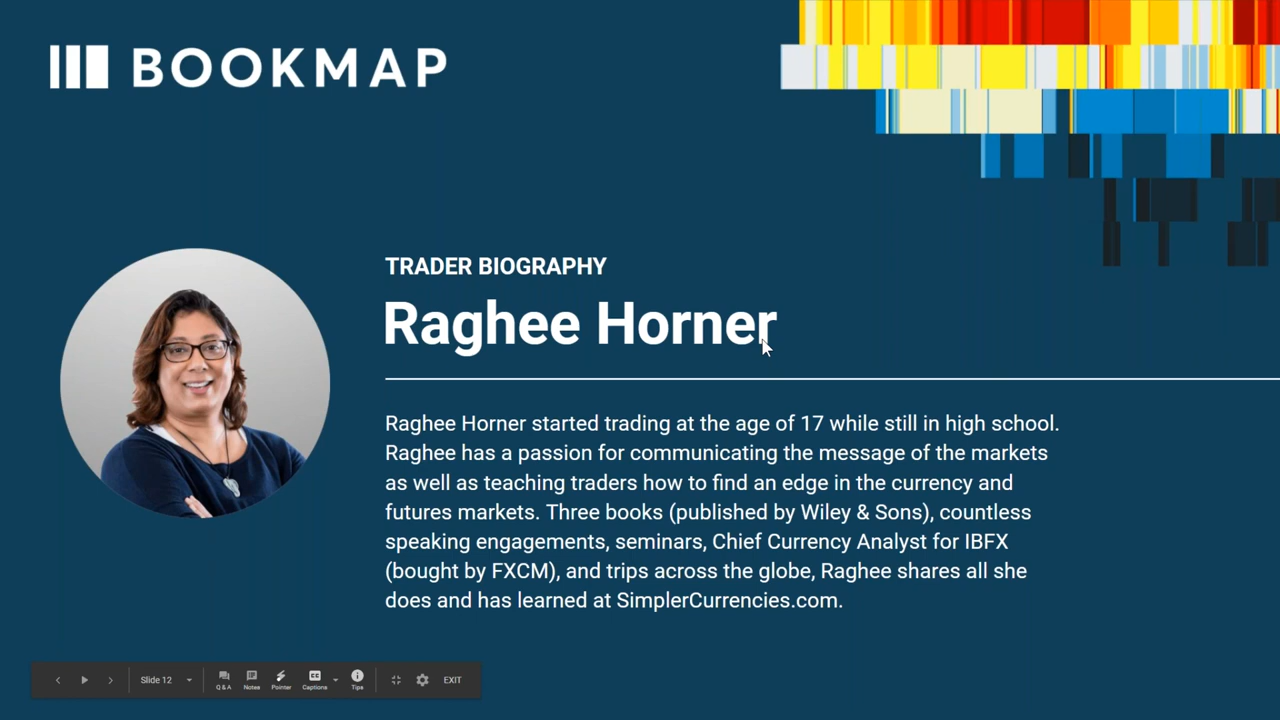 BOOKMAP
TRADER BIOGRAPHY
Raghee Horner
Raghee Horner started trading at the age of 17 while still in high school.
Raghee has a passion for communicating the message of the markets
as well as teaching traders how to find an edge in the currency and
futures markets. Three books (published by Wiley & Sons), countless
speaking engagements, seminars, Chief Currency Analyst for IBFX
(bought by FXCM), and trips across the globe, Raghee shares all she
does and has learned at SimplerCurrencies.com.
Slide 12
Q & A
Notes
Pointer
CC
Captions
Tips
EXIT